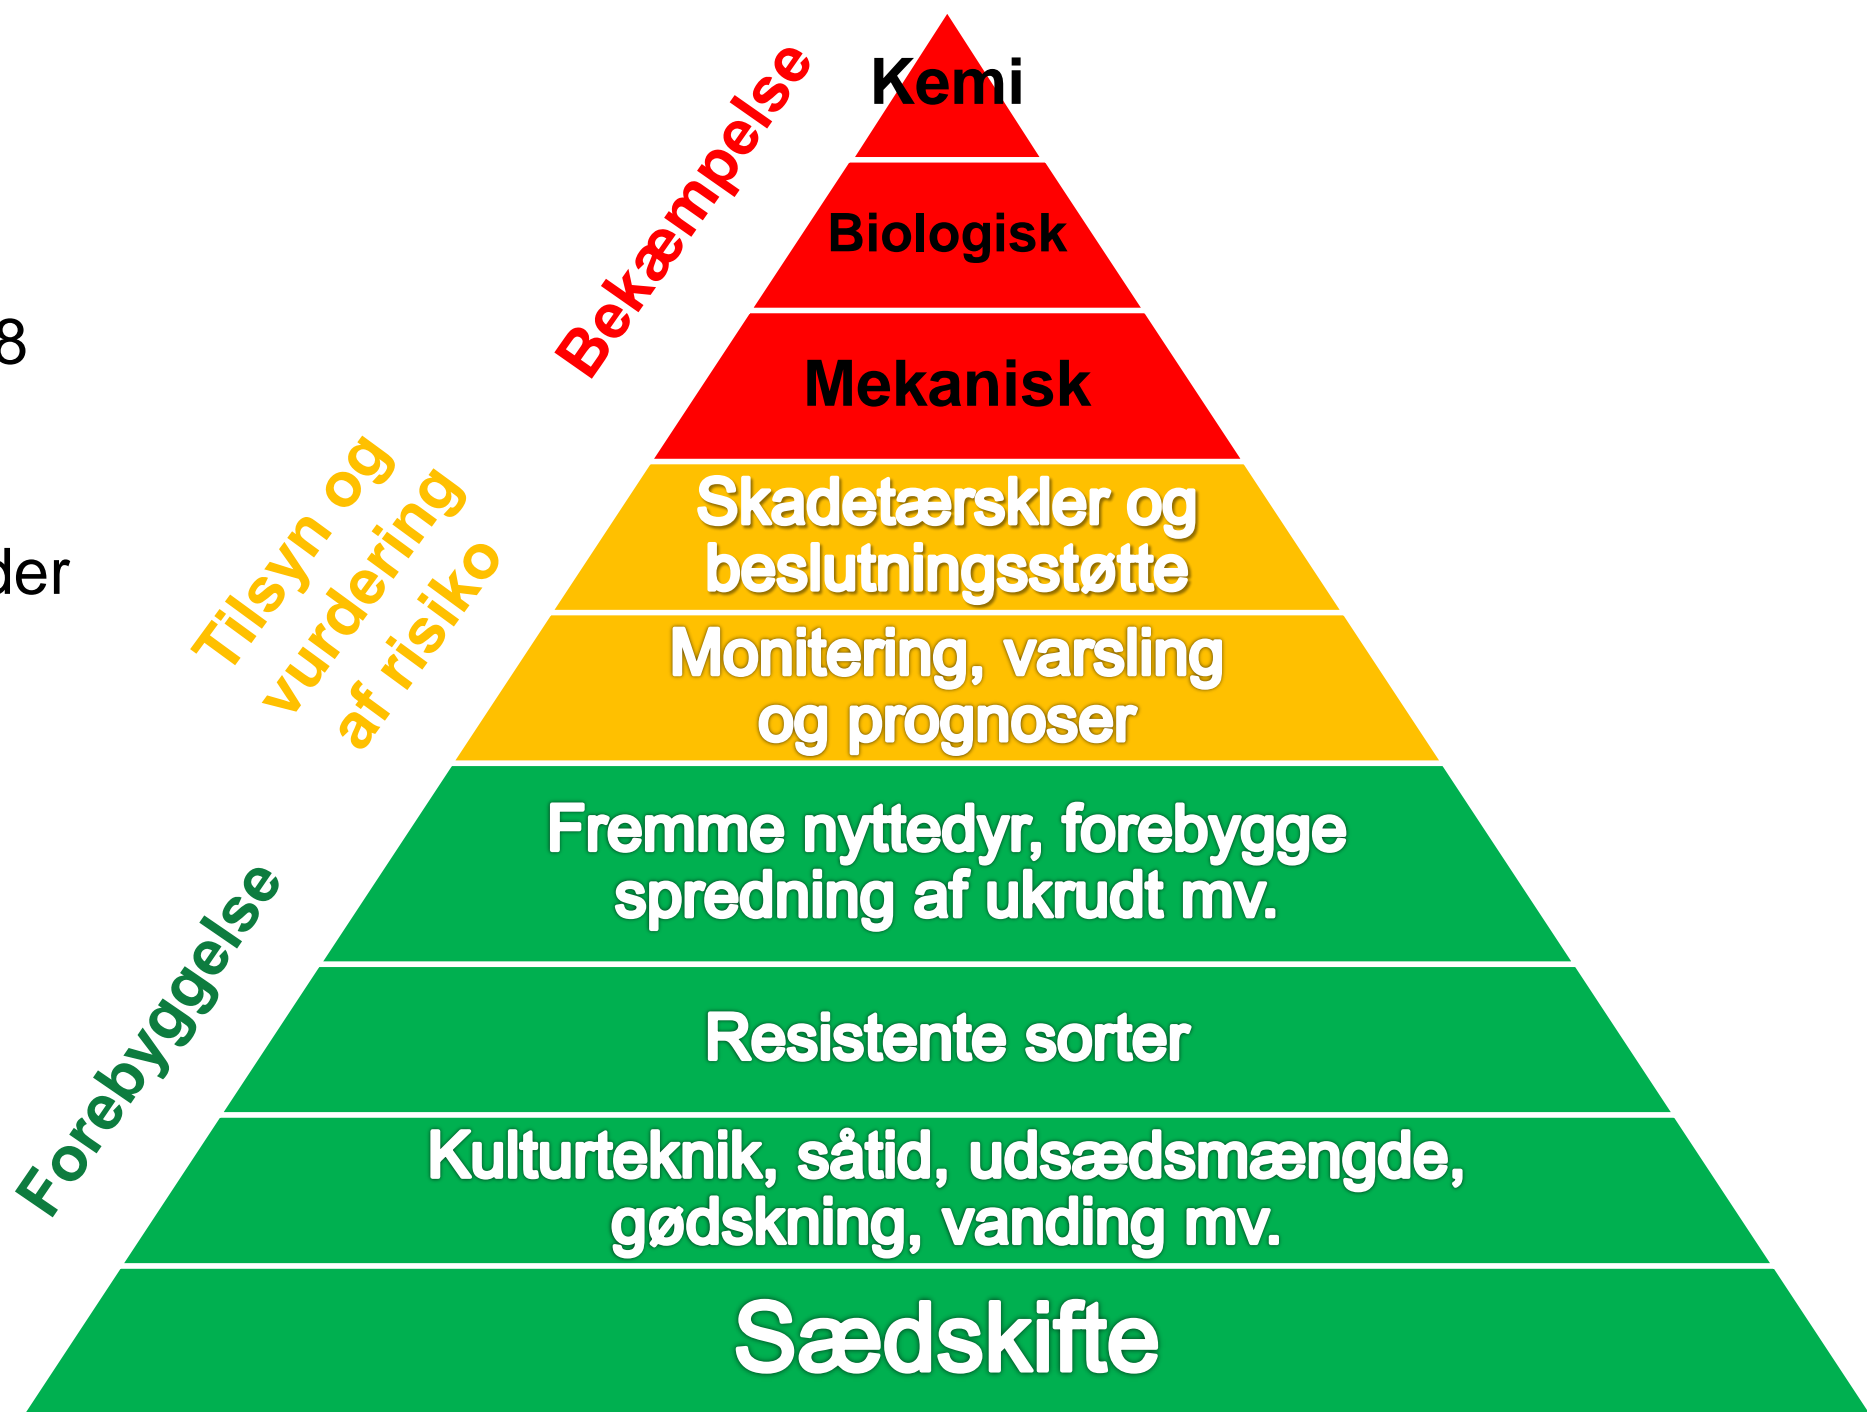 Kemi
Biologisk
Mekanisk
Skadetærskler og
beslutningsstøtte
Monitering, varsling
og prognoser
Fremme nyttedyr, forebygge
spredning af ukrudt mv.
Resistente sorter
Kulturteknik, såtid, udsædsmængde,
gødskning, vanding mv.
Sædskifte
Bekæmpelse
Tilsyn og
vurdering
af risiko
Forebyggelse
8